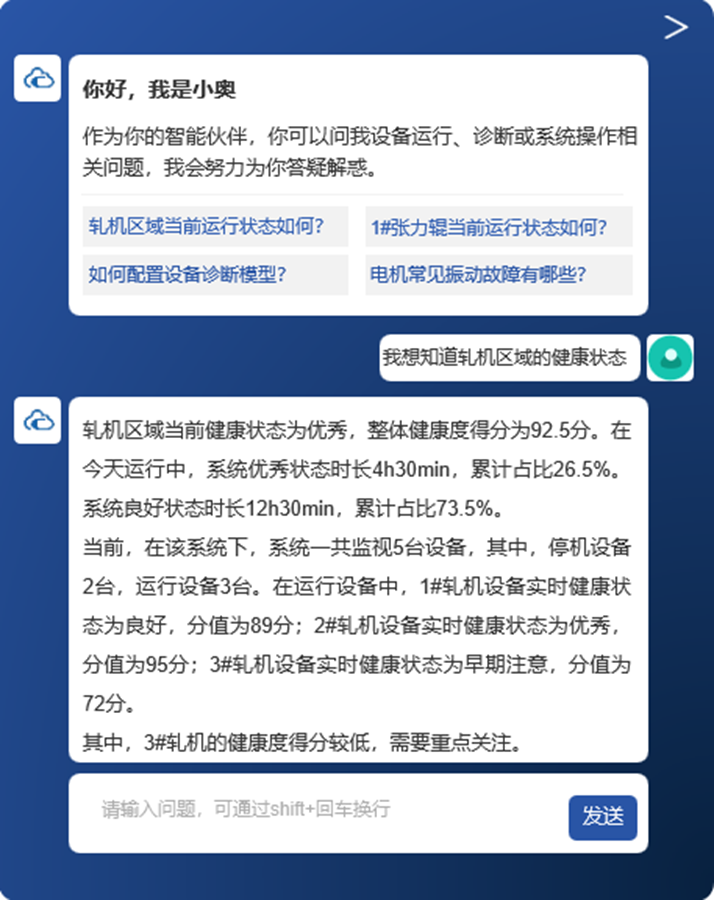 >
你好，我是小奥
作为你的智能伙伴，你可以问我设备运行、诊断或系统操作相
关问题，我会努力为你答疑解惑。
轧机区域当前运行状态如何?
1#张力辊当前运行状态如何?
如何配置设备诊断模型?
电机常见振动故障有哪些?
我想知道轧机区域的健康状态
轧机区域当前健康状态为优秀，整体健康度得分为92.5分。在
今天运行中，系统优秀状态时长4h30min，累计占比26.5%。
系统良好状态时长12h30min，累计占比73.5%。
当前，在该系统下，系统一共监视5台设备，其中，停机设备
2台，运行设备3台。在运行设备中，1#轧机设备实时健康状
态为良好，分值为89分；2#轧机设备实时健康状态为优秀，
分值为95分；3#轧机设备实时健康状态为早期注意，分值为
72分。
其中，3#轧机的健康度得分较低，需要重点关注。
请输入问题，可通过shift+回车换行
发送